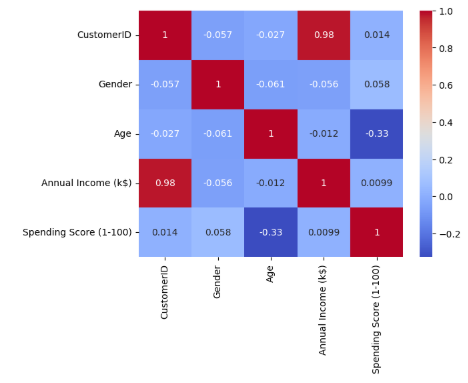 CustomerID 1 -0.057 -0.027 0.98 0.014
Gender -0.057 1 -0.061 -0.056 0.058
Age -0.027 -0.061 1 -0.012 -0.33
Annual Income (k$) 0.98 -0.056 -0.012 1 0.0099
Spending Score (1-100) 0.014 0.058 -0.33 0.0099 1
CustomerID
Gender
Age
Annual Income (k$)
Spending Score (1-100)
1.0
0.8
0.6
0.4
0.2
0.0
−0.2